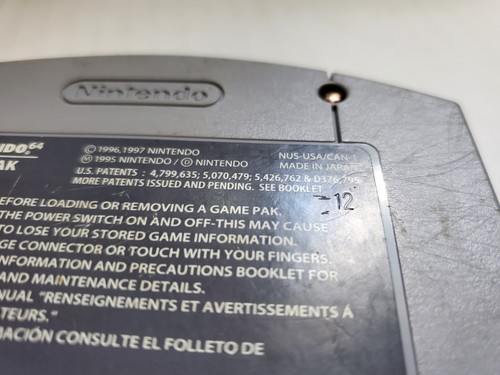 Nintendo
NDO⁶⁴
AK
© 1996, 1997 NINTENDO
Ⓜ 1995 NINTENDO / Ⓓ NINTENDO
NUS-USA/CAN-1
MADE IN JAPAN
U.S. PATENTS : 4,799,635; 5,070,479; 5,426,762 & D376,795
MORE PATENTS ISSUED AND PENDING. SEE BOOKLET
12
BEFORE LOADING OR REMOVING A GAME PAK.
THE POWER SWITCH ON AND OFF-THIS MAY CAUSE
TO LOSE YOUR STORED GAME INFORMATION.
GE CONNECTOR OR TOUCH WITH YOUR FINGERS.
INFORMATION AND PRECAUTIONS BOOKLET FOR
AND MAINTENANCE DETAILS.
NUAL "RENSEIGNEMENTS ET AVERTISSEMENTS À
ATEURS."
MACIÓN CONSULTE EL FOLLETO DE